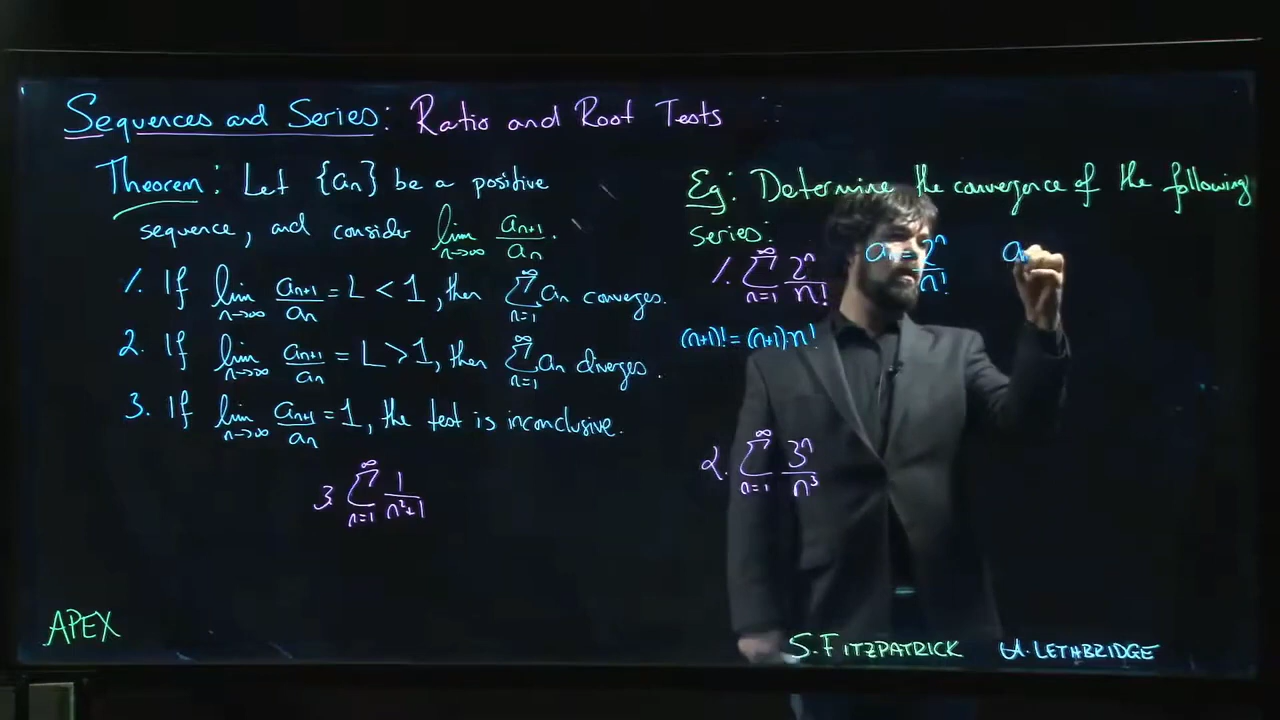 Sequences and Series: Ratio and Root Tests
Theorem: Let {an} be a positive
sequence, and consider lim n→∞ an+1/an.
1. If lim n→∞ an+1/an = L < 1, then ∞ Σ n=1 an converges.
2. If lim n→∞ an+1/an = L > 1, then ∞ Σ n=1 an diverges.
3. If lim n→∞ an+1/an = 1, the test is inconclusive.
3. ∞ Σ n=1 1/n²+1
Eg: Determine the convergence of the following
series:
1. ∞ Σ n=1 2ⁿ/n! an = 2ⁿ/n! an
(n+1)! = (n+1)·n!
2. ∞ Σ n=1 3ⁿ/n³
APEX
S. FITZPATRICK U. LETHBRIDGE